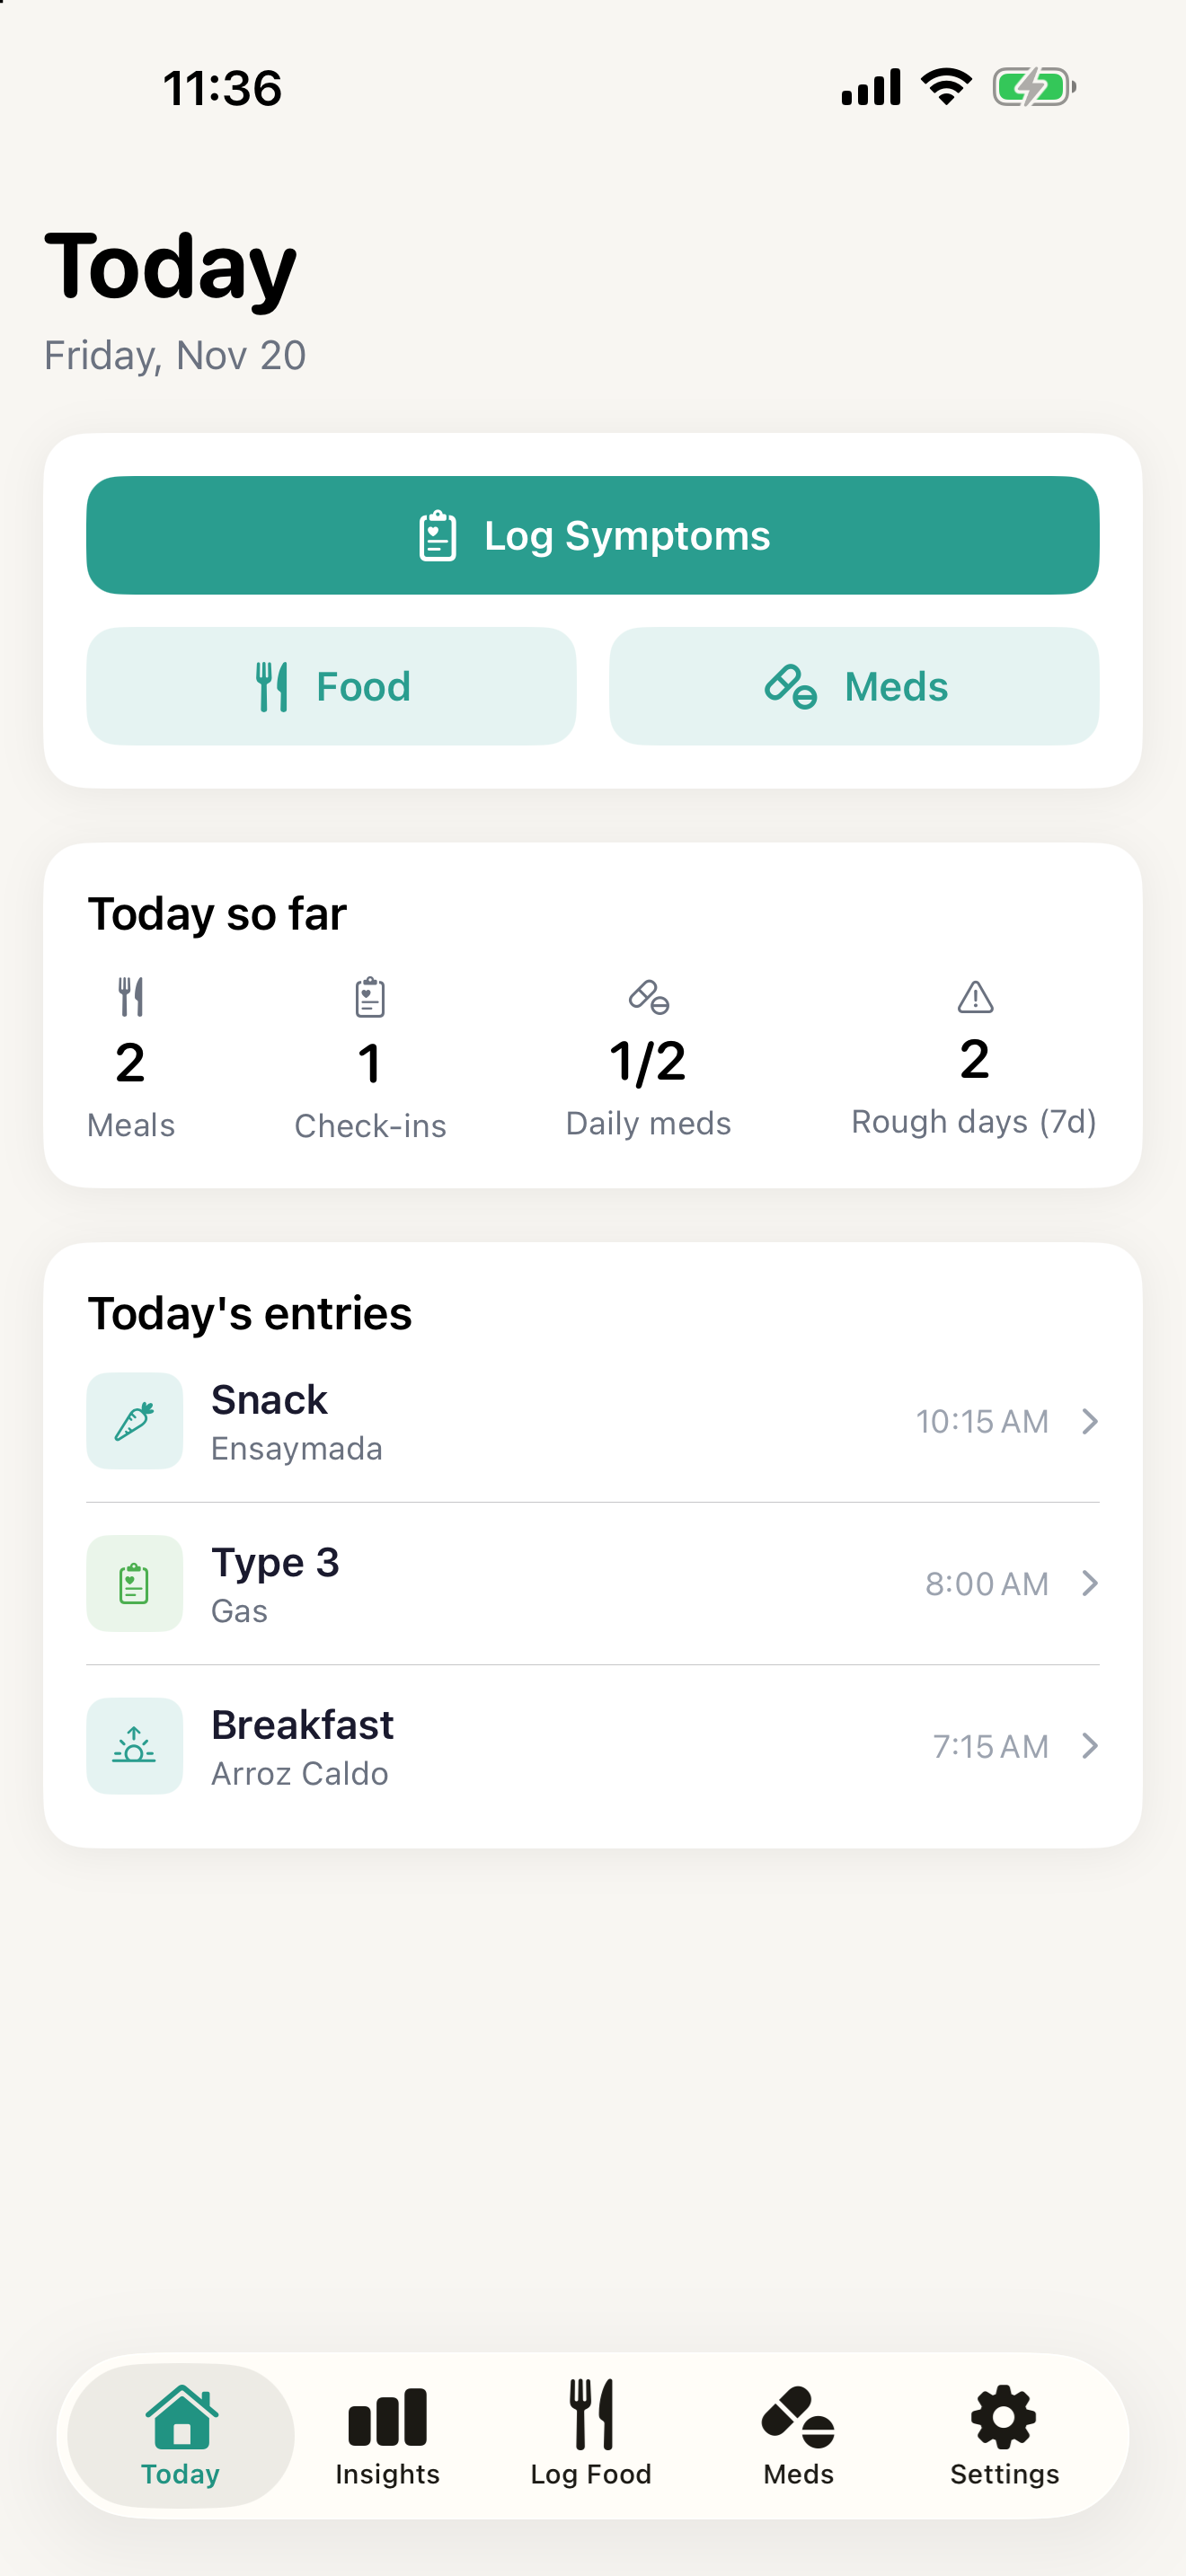 11:36
Today
Friday, Nov 20
Log Symptoms
Food
Meds
Today so far
2
Meals
1
Check-ins
1/2
Daily meds
2
Rough days (7d)
Today's entries
Snack
Ensaymada
10:15 AM
Type 3
Gas
8:00 AM
Breakfast
Arroz Caldo
7:15 AM
Today
Insights
Log Food
Meds
Settings